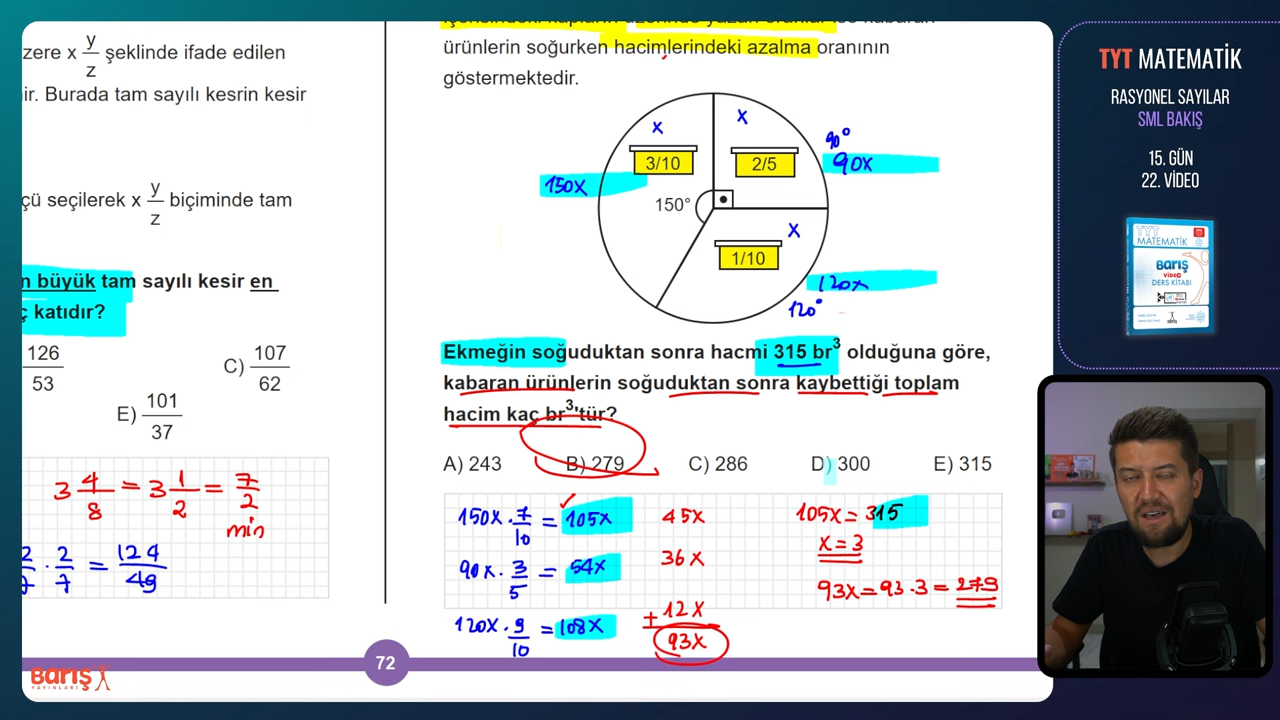 zere x y/z şeklinde ifade edilen
ir. Burada tam sayılı kesrin kesir
çü seçilerek x y/z biçiminde tam
n büyük tam sayılı kesir en
ç katıdır?
126/53
C) 107/62
E) 101/37
3 4/8 = 3 1/2 = 7/2
min
· 2/7 = 124/49
ürünlerin soğurken hacimlerindeki azalma oranının
göstermektedir.
x
x
90°
3/10
2/5
90x
150x
150°
x
1/10
120x
120°
Ekmeğin soğuduktan sonra hacmi 315 br³ olduğuna göre,
kabaran ürünlerin soğuduktan sonra kaybettiği toplam
hacim kaç br³'tür?
A) 243 B) 279 C) 286 D) 300 E) 315
150x · 7/10 = 105x
90x · 3/5 = 54x
120x · 9/10 = 108x
45x
36x
+ 12x
93x
105x = 315
x = 3
93x = 93 · 3 = 279
72
BARIŞ
YAYINLARI
TYT MATEMATİK
RASYONEL SAYILAR
SML BAKIŞ
15. GÜN
22. VİDEO
TYT
MATEMATİK
BARIŞ
VİDEO
DERS KİTABI